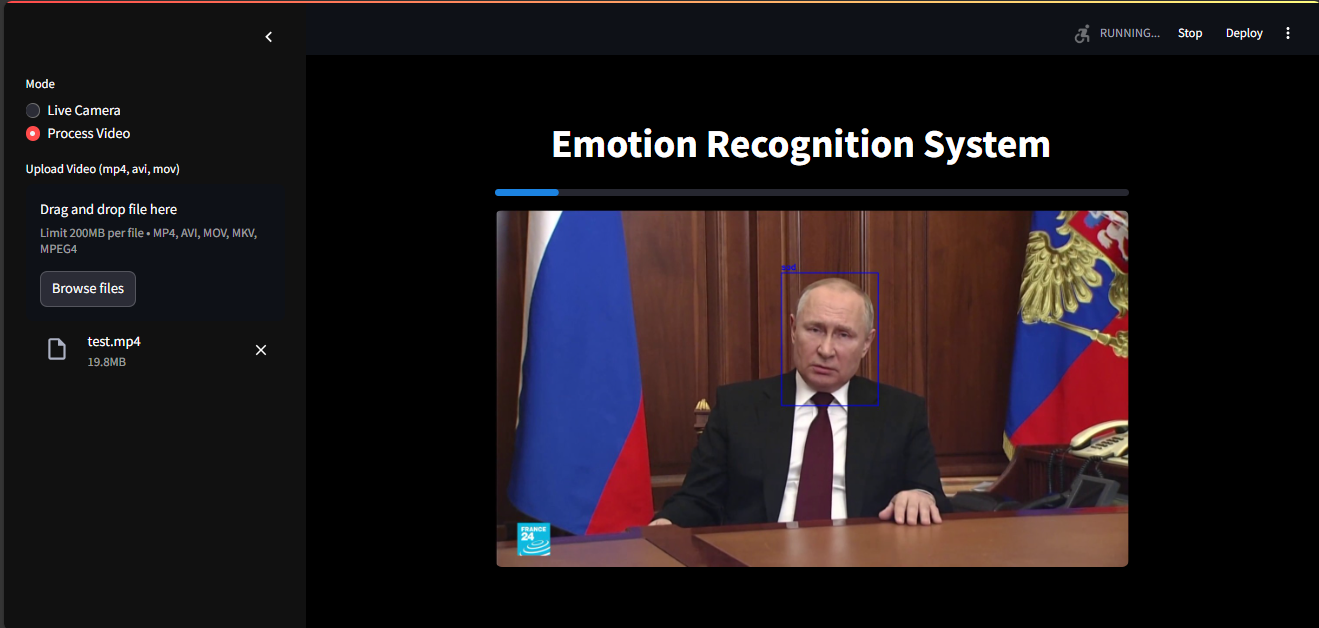 RUNNING...
Stop
Deploy
Mode
Live Camera
Process Video
Upload Video (mp4, avi, mov)
Drag and drop file here
Limit 200MB per file • MP4, AVI, MOV, MKV,
MPEG4
Browse files
test.mp4
19.8MB
Emotion Recognition System
sad
FRANCE
24